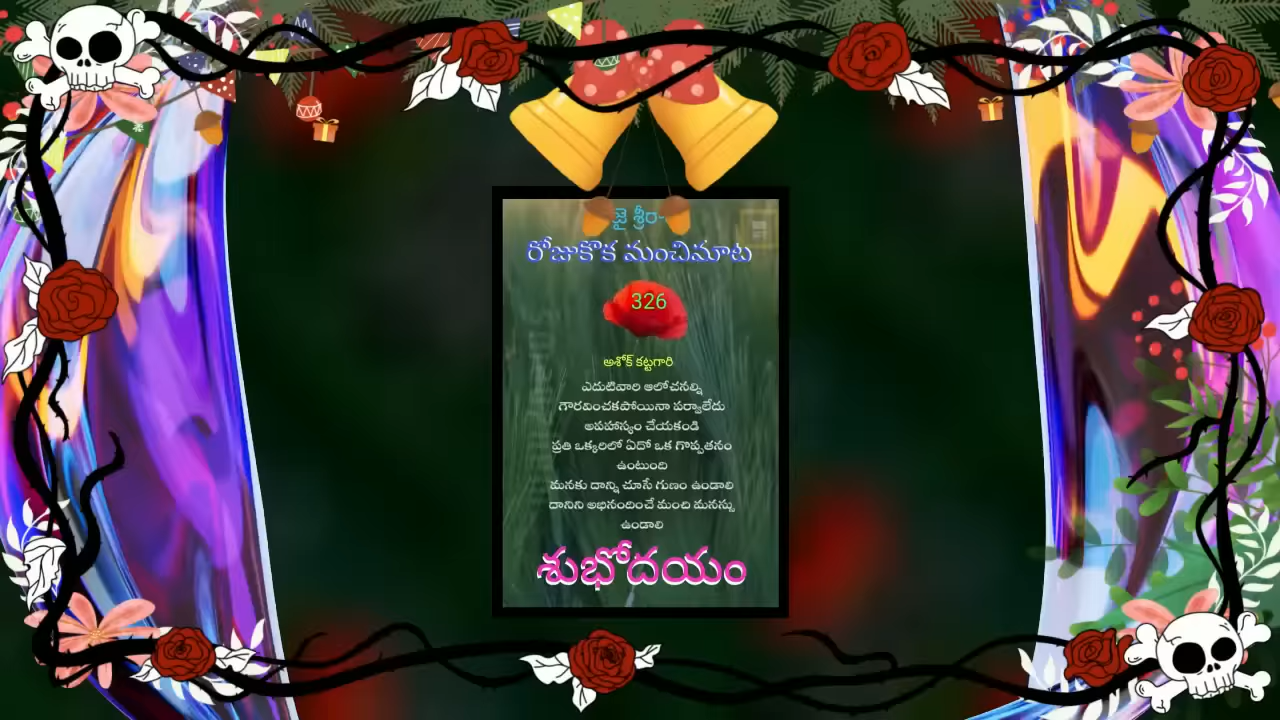 జై శ్రీరా
రోజుకొక మంచిమాట
326
అశోక్ కట్టగారి
ఎదుటివారి ఆలోచనల్ని
గౌరవించకపోయినా పర్వాలేదు
అపహాస్యం చేయకండి
ప్రతి ఒక్కరిలో ఏదో ఒక గొప్పతనం
ఉంటుంది
మనకు దాన్ని చూసే గుణం ఉండాలి
దానిని అభినందించే మంచి మనస్సు
ఉండాలి
శుభోదయం